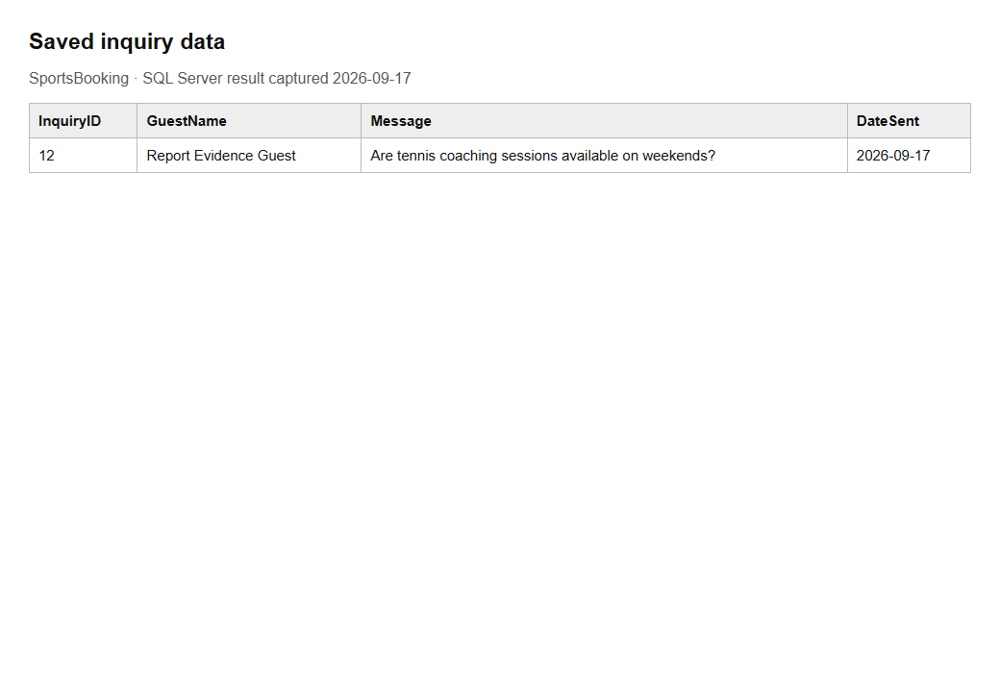 Saved inquiry data
SportsBooking · SQL Server result captured 2026-09-17
InquiryID GuestName Message DateSent
12 Report Evidence Guest Are tennis coaching sessions available on weekends? 2026-09-17